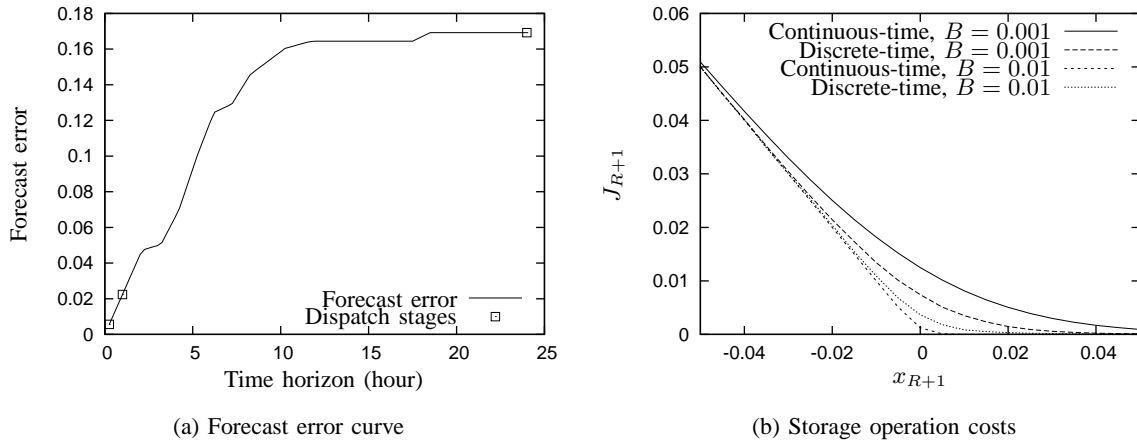 0.18
0.16
0.14
0.12
0.1
0.08
0.06
0.04
0.02
0
Forecast error
Forecast error
Dispatch stages
0 5 10 15 20 25
Time horizon (hour)
(a) Forecast error curve
0.06
0.05
0.04
0.03
0.02
0.01
0
J_{R+1}
Continuous-time, B = 0.001
Discrete-time, B = 0.001
Continuous-time, B = 0.01
Discrete-time, B = 0.01
-0.04 -0.02 0 0.02 0.04
x_{R+1}
(b) Storage operation costs